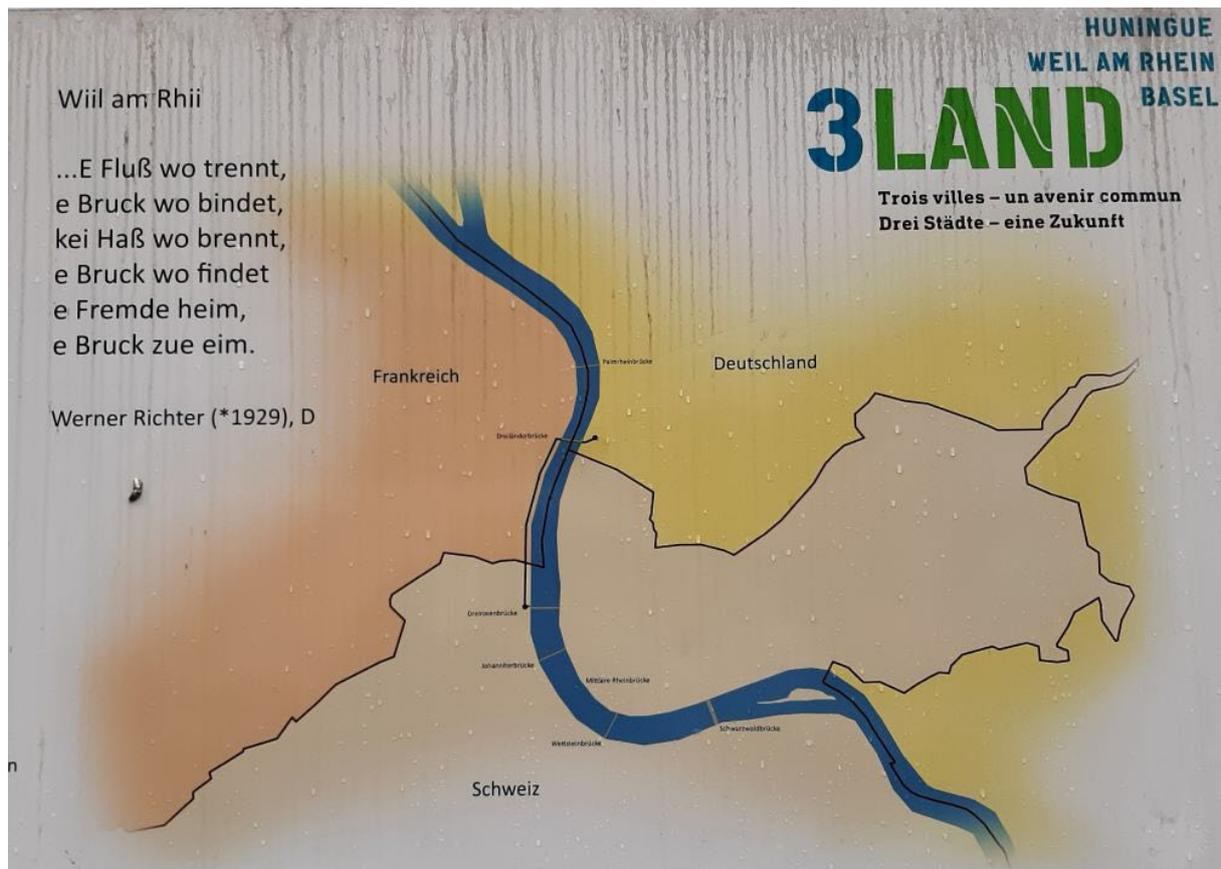 HUNINGUE
WEIL AM RHEIN
BASEL
3LAND
Trois villes – un avenir commun
Drei Städte – eine Zukunft
Wiil am Rhii
...E Fluß wo trennt,
e Bruck wo bindet,
kei Haß wo brennt,
e Bruck wo findet
e Fremde heim,
e Bruck zue eim.
Werner Richter (*1929), D
Frankreich
Deutschland
Palmrheinbrücke
Dreiländerbrücke
Dreirosenbrücke
Johanniterbrücke
Mittlere Rheinbrücke
Wettsteinbrücke
Schwarzwaldbrücke
Schweiz
n